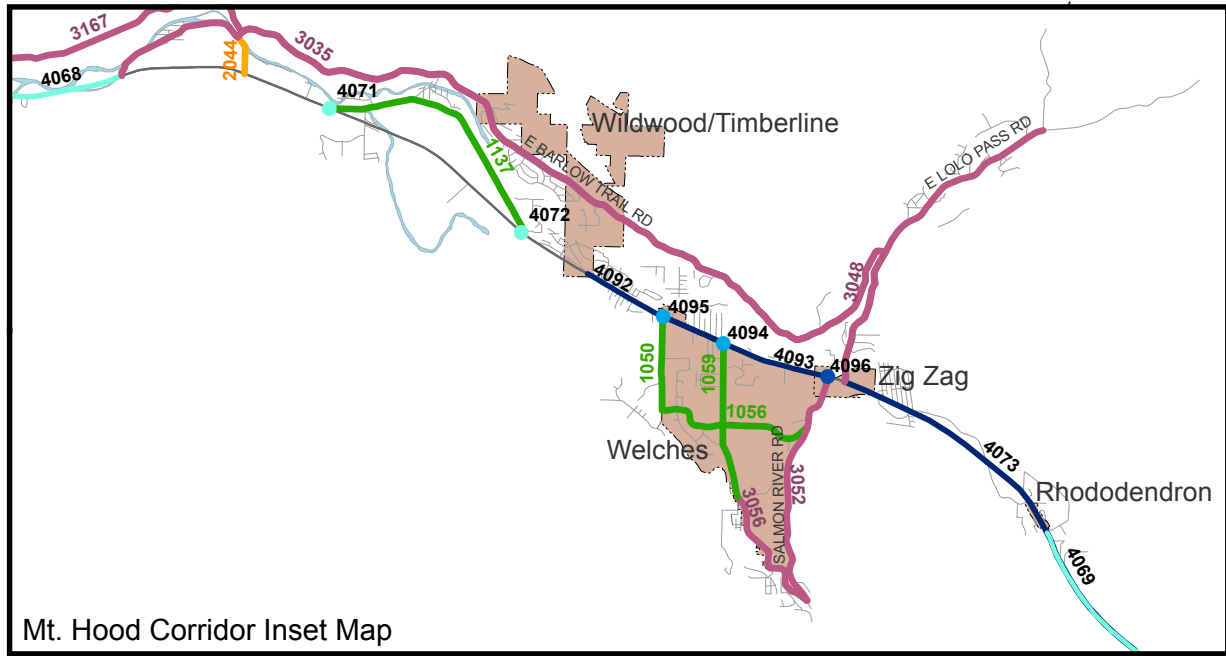 3167
3035
2044
4068
4071
Wildwood/Timberline
1137
E BARLOW TRAIL RD
E LOLO PASS RD
4072
3048
4092
4095
4094
4093
4096
1050
1059
Zig Zag
1056
Welches
SALMON RIVER RD
3052
4073
3056
Rhododendron
4069
Mt. Hood Corridor Inset Map